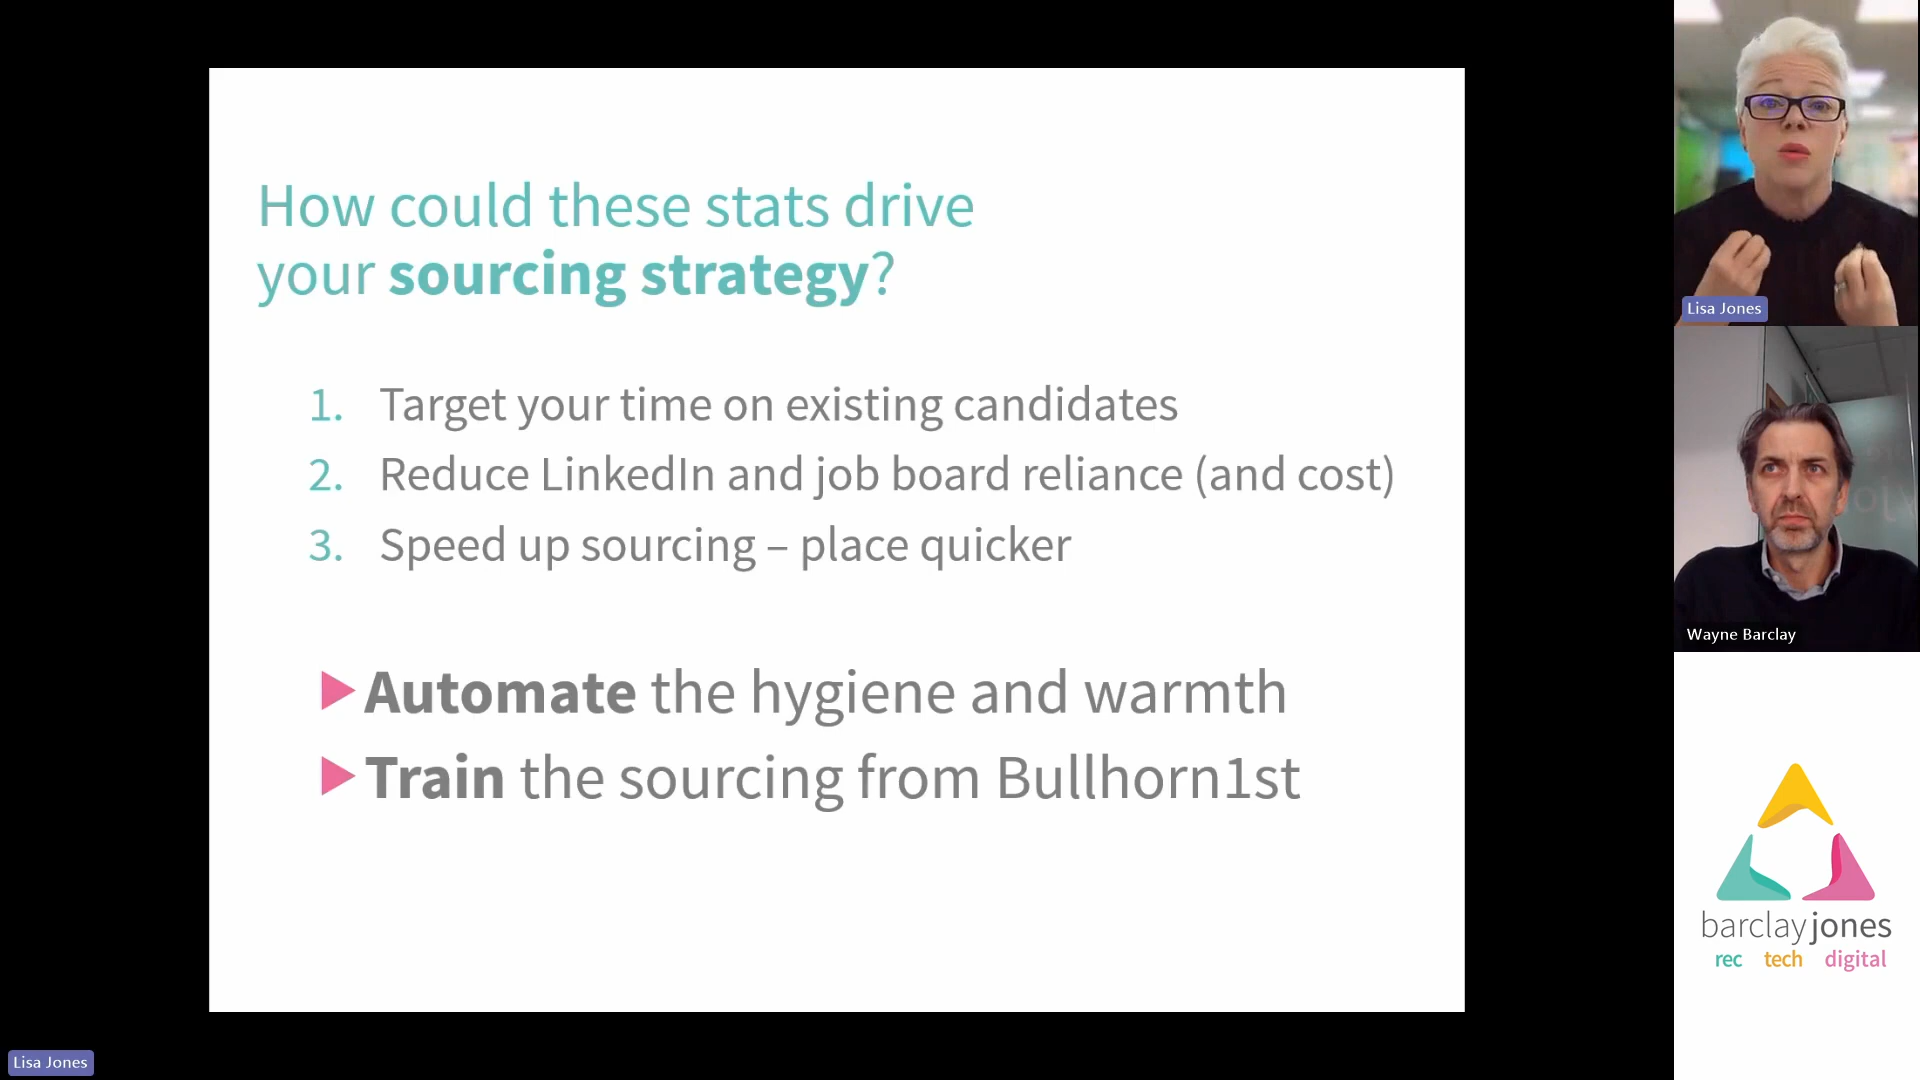 How could these stats drive
your sourcing strategy?
1. Target your time on existing candidates
2. Reduce LinkedIn and job board reliance (and cost)
3. Speed up sourcing – place quicker
Automate the hygiene and warmth
Train the sourcing from Bullhorn1st
Lisa Jones
Lisa Jones
Wayne Barclay
barclayjones
rec tech digital